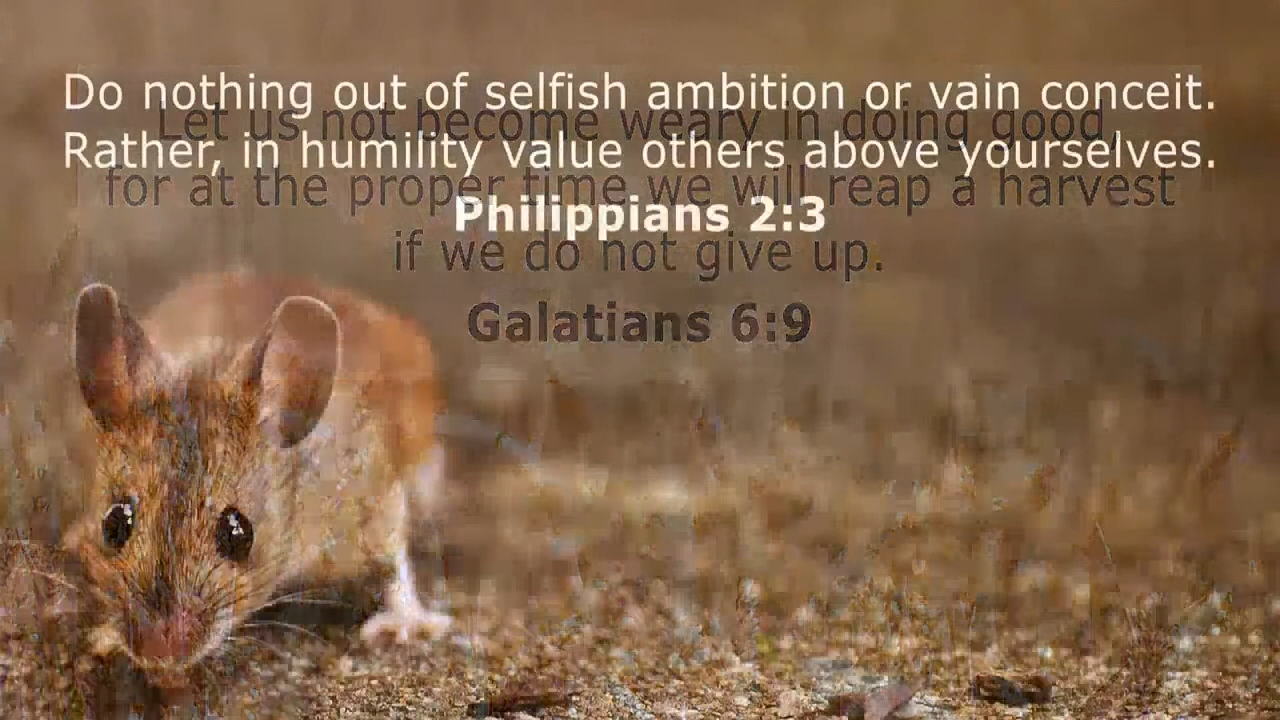 Do nothing out of selfish ambition or vain conceit.
Rather, in humility value others above yourselves.
Philippians 2:3
Let us not become weary in doing good,
for at the proper time we will reap a harvest
if we do not give up.
Galatians 6:9